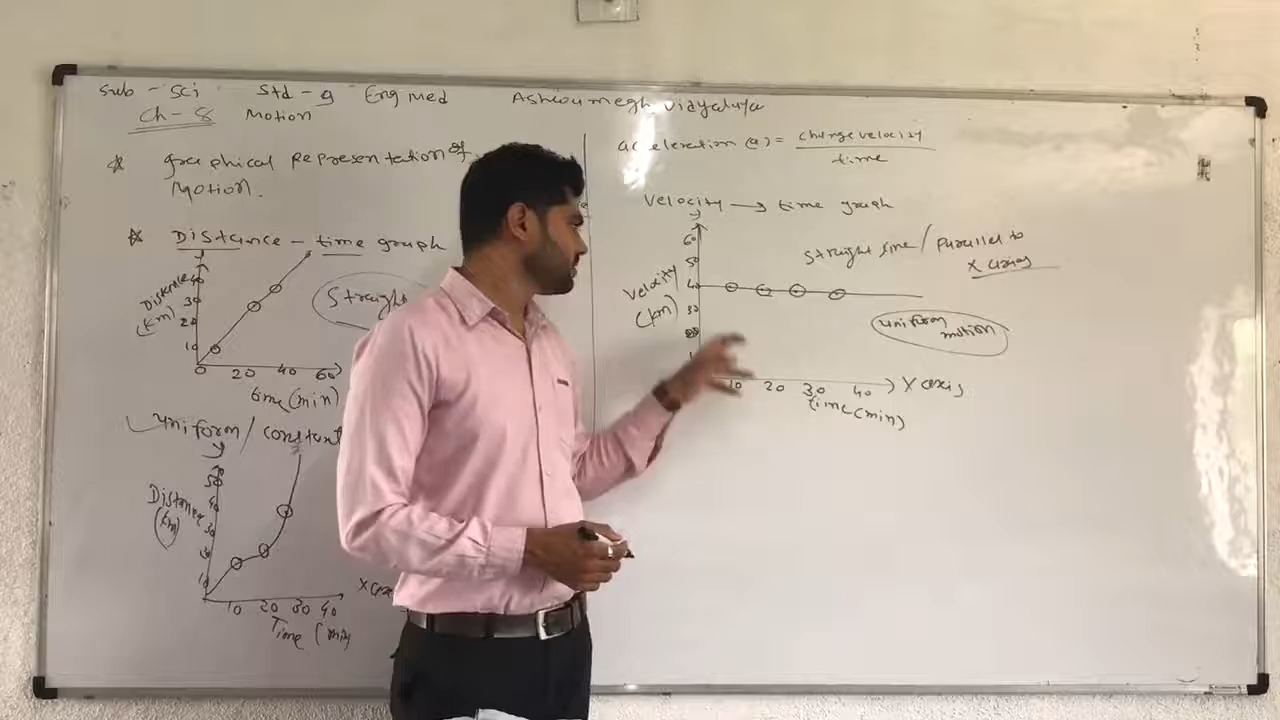 Sub - Sci Std - 9 Eng Med
Ch - 8 Motion
graphical Representation of
Motion.
Distance - time graph
y
Distance
(km)
40
30
20
10
0 20 40 60
time (min)
Straight
Uniform / constant
y
Distance
(km)
50
40
30
10
10 20 30 40
Time (min)
X
acceleration (a) = change velocity
time
Velocity → time graph
y
60
50
40
30
20
Velocity
(km)
Straight line / parallel to
X axis
uniform
motion
10 20 30 40 X axis
time (min)